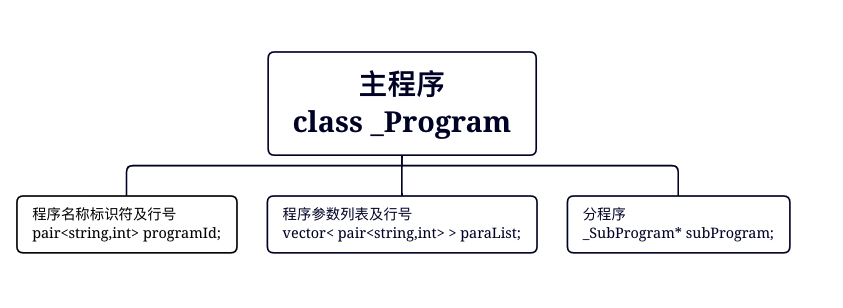 主程序
class _Program
程序名称标识符及行号
pair<string,int> programId;
程序参数列表及行号
vector< pair<string,int> > paraList;
分程序
_SubProgram* subProgram;